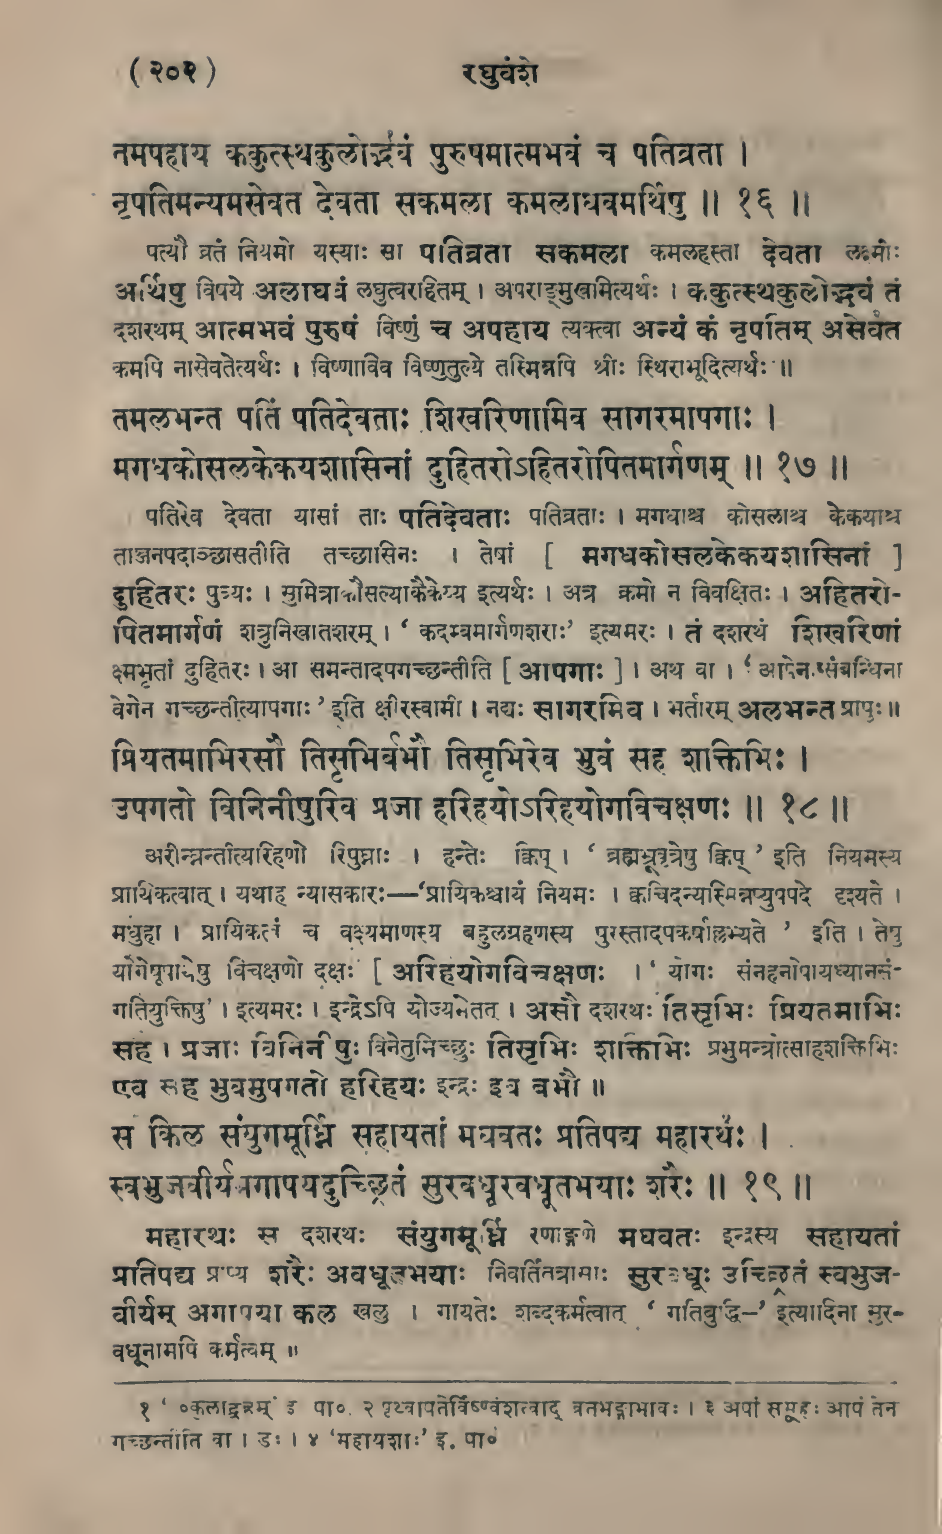 (२०२) रघुवंशे
तमपहाय ककुत्स्थकुलोद्भवं पुरुषमात्मभवं च पतिव्रता ।
नृपतिमन्यमसेवत देवता सकमला कमलाघवमर्थिषु ॥ १६ ॥
पत्यौ व्रतं नियमो यस्याः सा पतिव्रता सकमला कमलहस्ता देवता लक्ष्मीः
अर्थिषु विषये अलाघवं लघुत्वरहितम् । अपराङ्मुखमित्यर्थः । ककुत्स्थकुलोद्भवं तं
दशरथम् आत्मभवं पुरुषं विष्णुं च अपहाय त्यक्त्वा अन्यं कं नृपतिम् असेवत
कमपि नासेवतेत्यर्थः । विष्णाविव विष्णुतुल्ये तस्मिन्नपि श्रीः स्थिराभूदित्यर्थः ॥
तमलभन्त पतिं पतिदेवताः शिखरिणामिव सागरमापगाः ।
मगधकोसलकेकयशासिनां दुहितरोऽहितरोपितमार्गणम् ॥ १७ ॥
पतिरेव देवता यासां ताः पतिदेवताः पतिव्रताः । मगधाश्च कोसलाश्च केकयाश्च
ताञ्जनपदाञ्छासतीति तच्छासिनः । तेषां [ मगधकोसलकेकयशासिनां ]
दुहितरः पुत्र्यः । सुमित्राकौसल्याकैकेय्य इत्यर्थः । अत्र क्रमो न विवक्षितः । अहितरो-
पितमार्गणं शत्रुनिखातशरम् । ‘ कदम्बमार्गणशराः’ इत्यमरः । तं दशरथं शिखरिणां
क्ष्मभृतां दुहितरः । आ समन्तादपगच्छन्तीति [ आपगाः ] । अथ वा । ‘
वेगेन गच्छन्तीत्यापगाः ’ इति क्षीरस्वामी । नद्यः सागरमिव । भर्तारम् अलभन्त प्रापुः॥
प्रियतमाभिरसौ तिसृभिर्बभौ तिसृभिरेव भुवं सह शक्तिभिः ।
उपगतो विनिनीषुरिव प्रजा हरिहयोऽरिहयोगविचक्षणः ॥ १८ ॥
अरीन्घ्नन्तीत्यरिहणो रिपुघ्नाः । हन्तेः क्विप् । ‘ ब्रह्मभ्रूणवृत्रेषु क्विप् ’ इति नियमस्य
प्रायिकत्वात् । यथाह न्यासकारः—‘प्रायिकश्चायं नियमः । क्वचिदन्यस्मिन्नप्युपपदे दृश्यते ।
मधुहा । प्रायिकत्वं च वक्ष्यमाणस्य बहुलग्रहणस्य पुरस्तादपकर्षाल्लभ्यते ’ इति । तेषु
योगेषूपायेषु विचक्षणो दक्षः [ अरिहयोगविचक्षणः । ‘ योगः संनहनोपायध्यानसं-
गतियुक्तिषु’ । इत्यमरः । इन्द्रेऽपि योज्यमेतत् । असौ दशरथः तिसृभिः प्रियतमाभिः
सह । प्रजाः विनिनीषुः विनेतुमिच्छुः तिसृभिः शक्तिभिः प्रभुमन्त्रोत्साहशक्तिभिः
एव सह भुवमुपगतो हरिहयः इन्द्रः इव बभौ ॥
स किल संयुगमूर्ध्नि सहायतां मघवतः प्रतिपद्य महारथः ।
स्वभुजवीर्यमगापयदुच्छ्रितं सुरवधूरवधूतभयाः शरैः ॥ १९ ॥
महारथः स दशरथः संयुगमूर्ध्नि रणाङ्गणे मघवतः इन्द्रस्य सहायतां
प्रतिपद्य प्राप्य शरैः अवधूतभयाः निवर्तितत्रासाः सुरवधूः उच्छ्रितं स्वभुज-
वीर्यम् अगापयत् किल खलु । गायतेः शब्दकर्मत्वात् ‘ गतिबुद्धि–’ इत्यादिना सुर-
वधूनामपि कर्मत्वम् ॥
१ ‘ ०कुलोद्वहम् इ पा०. २ पृथ्वीपतेर्विष्ण्वंशत्वाद् व्रतभङ्गाभावः । ३ अपां समूहः आपं तेन
गच्छन्तीति वा । डः । ४ ‘महायशाः’ इ. पा०